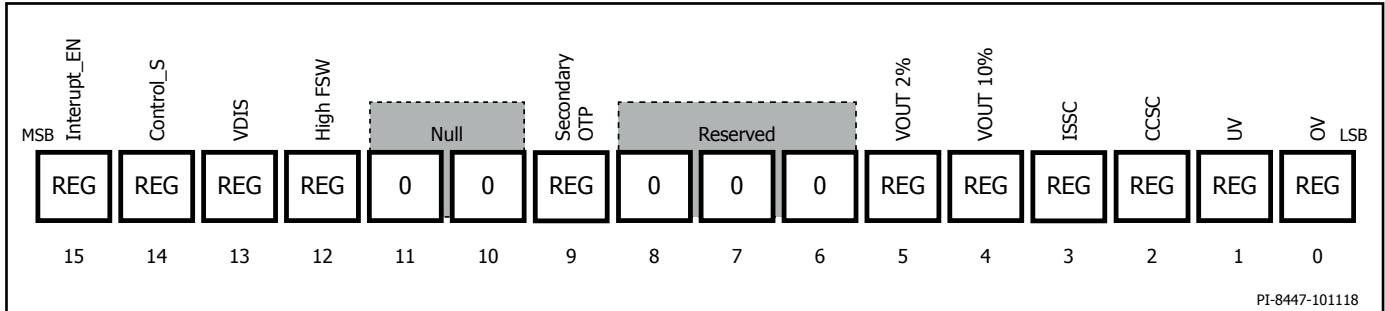 MSB Interupt_EN Control_S VDIS High FSW Null Secondary OTP Reserved VOUT 2% VOUT 10% ISSC CCSC UV OV LSB
REG REG REG REG 0 0 REG 0 0 0 REG REG REG REG REG REG
15 14 13 12 11 10 9 8 7 6 5 4 3 2 1 0
PI-8447-101118